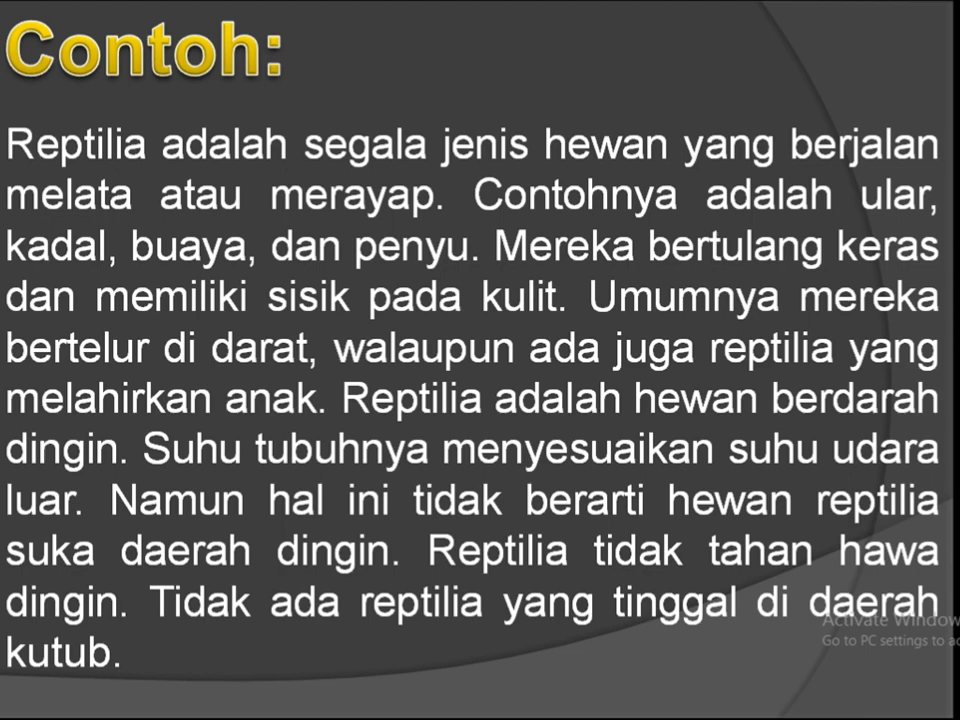 Contoh:
Reptilia adalah segala jenis hewan yang berjalan
melata atau merayap. Contohnya adalah ular,
kadal, buaya, dan penyu. Mereka bertulang keras
dan memiliki sisik pada kulit. Umumnya mereka
bertelur di darat, walaupun ada juga reptilia yang
melahirkan anak. Reptilia adalah hewan berdarah
dingin. Suhu tubuhnya menyesuaikan suhu udara
luar. Namun hal ini tidak berarti hewan reptilia
suka daerah dingin. Reptilia tidak tahan hawa
dingin. Tidak ada reptilia yang tinggal di daerah
kutub.
Activate Window
Go to PC settings to a